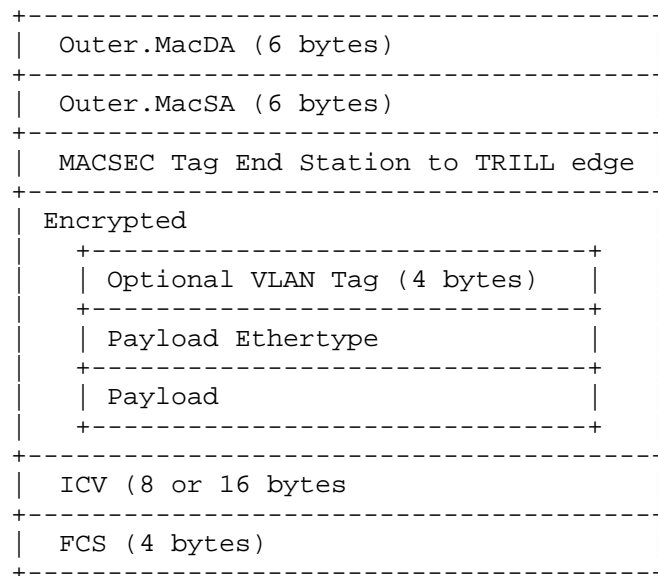 Outer.MacDA (6 bytes)
Outer.MacSA (6 bytes)
MACSEC Tag End Station to TRILL edge
Encrypted
Optional VLAN Tag (4 bytes)
Payload Ethertype
Payload
ICV (8 or 16 bytes
FCS (4 bytes)